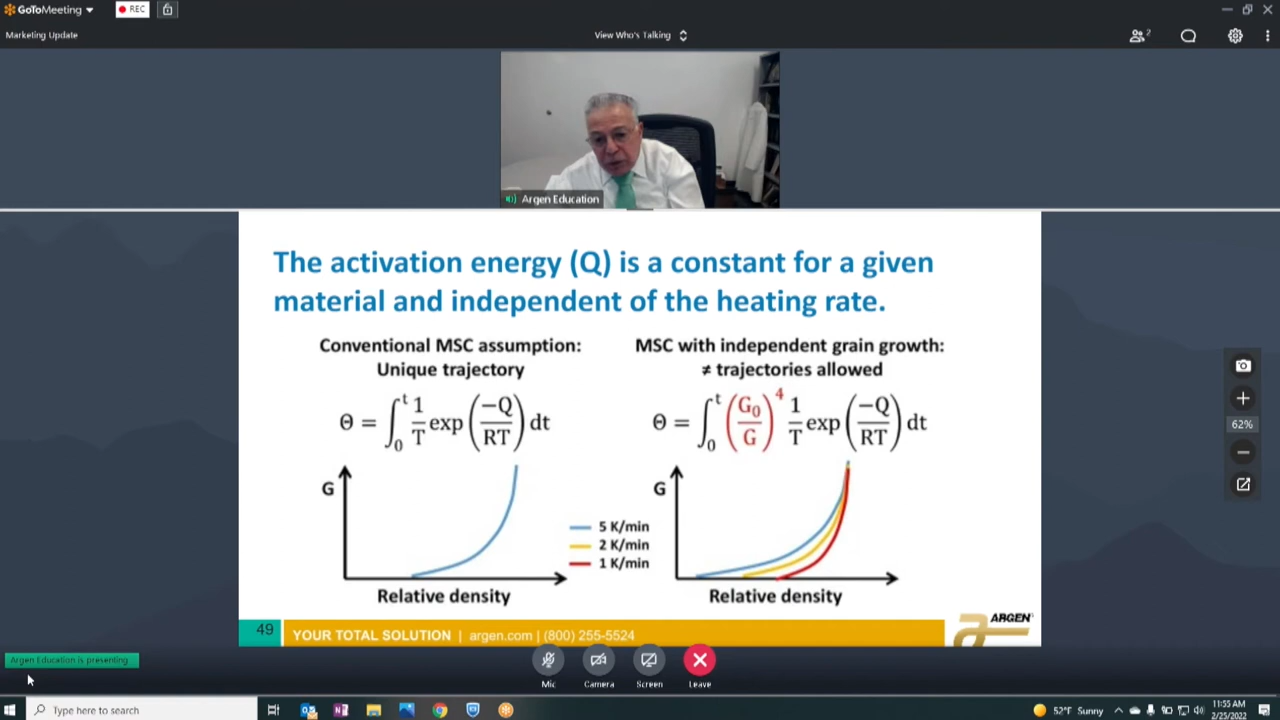 GoToMeeting
REC
Marketing Update
View Who's Talking
2
Argen Education
The activation energy (Q) is a constant for a given
material and independent of the heating rate.
Conventional MSC assumption:
Unique trajectory
Θ = ∫₀ᵗ 1/T exp(−Q/RT) dt
G
Relative density
MSC with independent grain growth:
≠ trajectories allowed
Θ = ∫₀ᵗ (G₀/G)⁴ 1/T exp(−Q/RT) dt
G
5 K/min
2 K/min
1 K/min
Relative density
62%
49
YOUR TOTAL SOLUTION | argen.com | (800) 255-5524
ARGEN
Argen Education is presenting
Mic
Camera
Screen
Leave
Type here to search
52°F Sunny
11:55 AM
2/25/2022